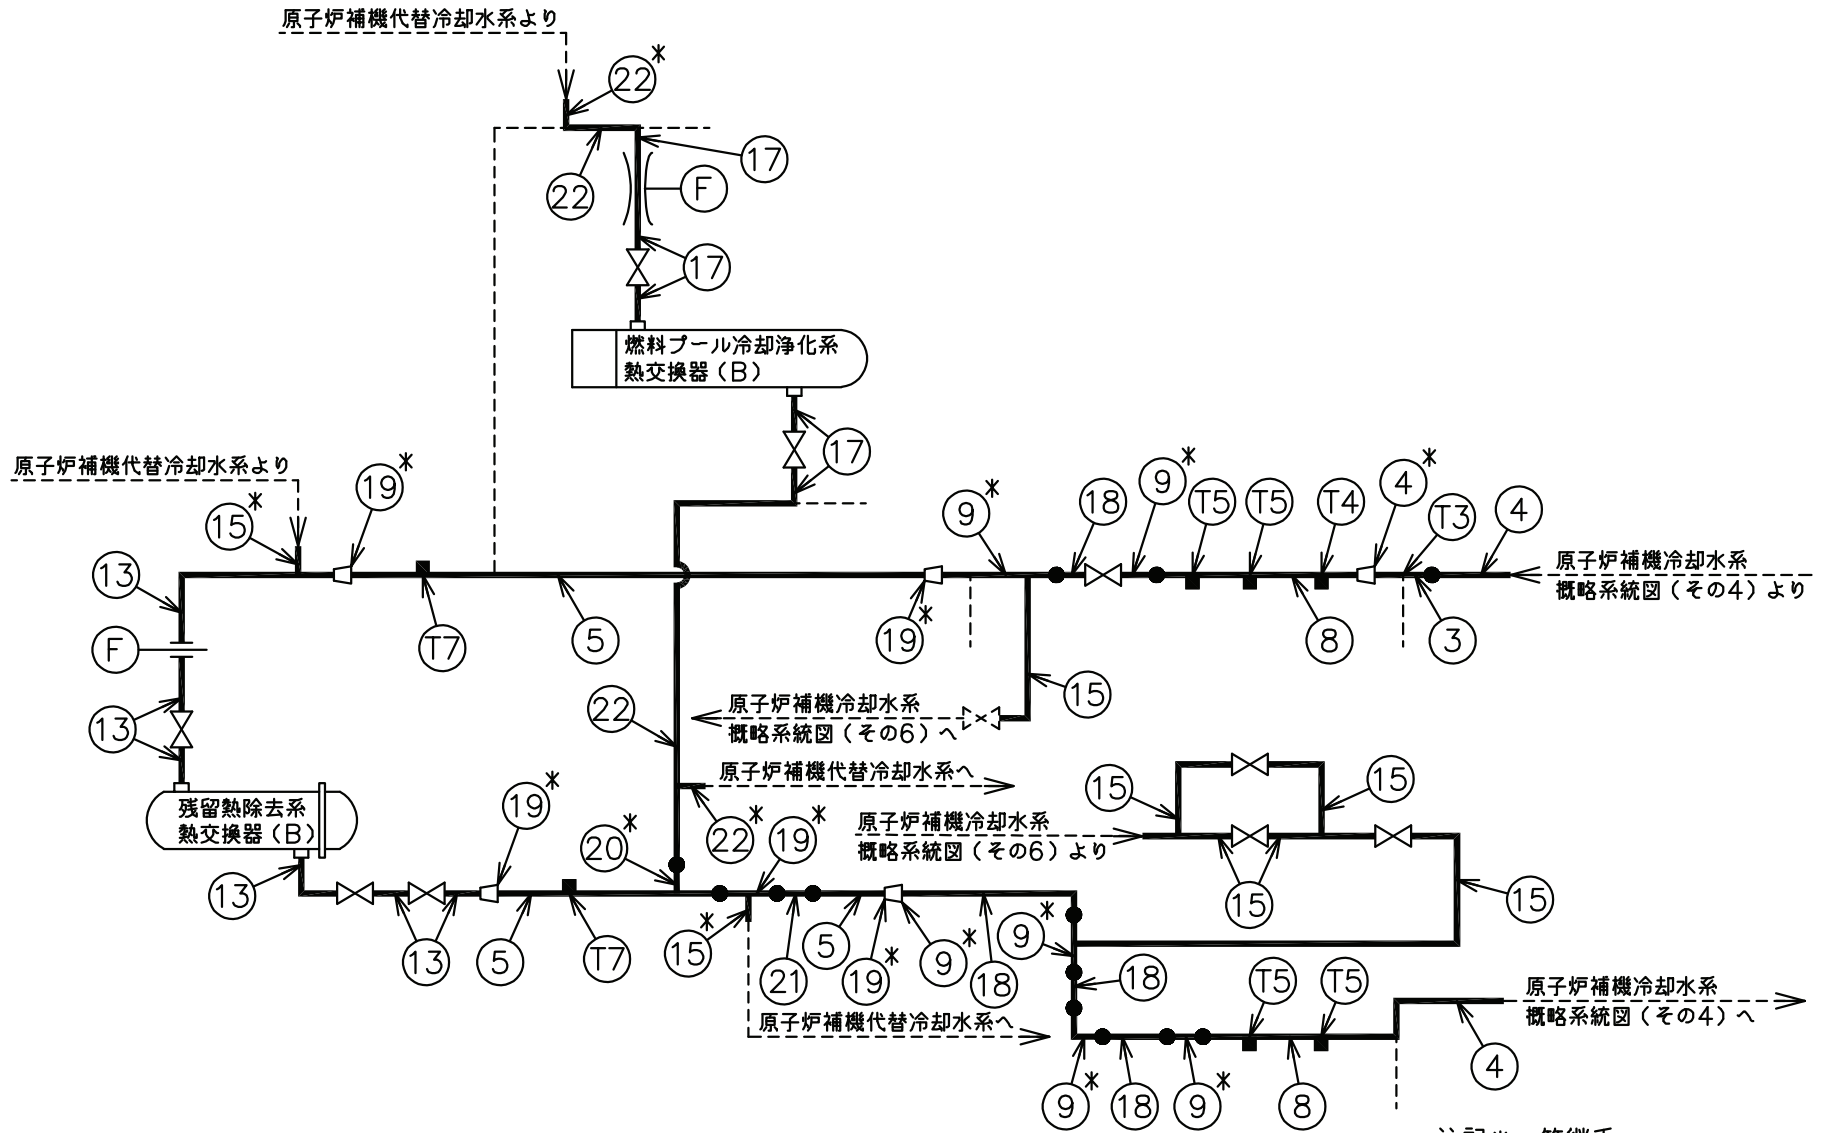 原子炉補機代替冷却水系より
22*
17
22
F
17
燃料プール冷却浄化系
熱交換器(B)
17
原子炉補機代替冷却水系より
19*
15*
9*
18
9*
T5
T5
T4
4*
T3
4
原子炉補機冷却水系
概略系統図(その4)より
13
F
T7
5
19*
8
3
15
22
原子炉補機冷却水系
概略系統図(その6)へ
13
原子炉補機代替冷却水系へ
22*
残留熱除去系
熱交換器(B)
19*
20*
19*
原子炉補機冷却水系
概略系統図(その6)より
15
15
15
15
13
13
5
T7
15*
21
5
19*
9*
18
9*
18
T5
T5
原子炉補機冷却水系
概略系統図(その4)へ
原子炉補機代替冷却水系へ
4
9*
18
9*
8